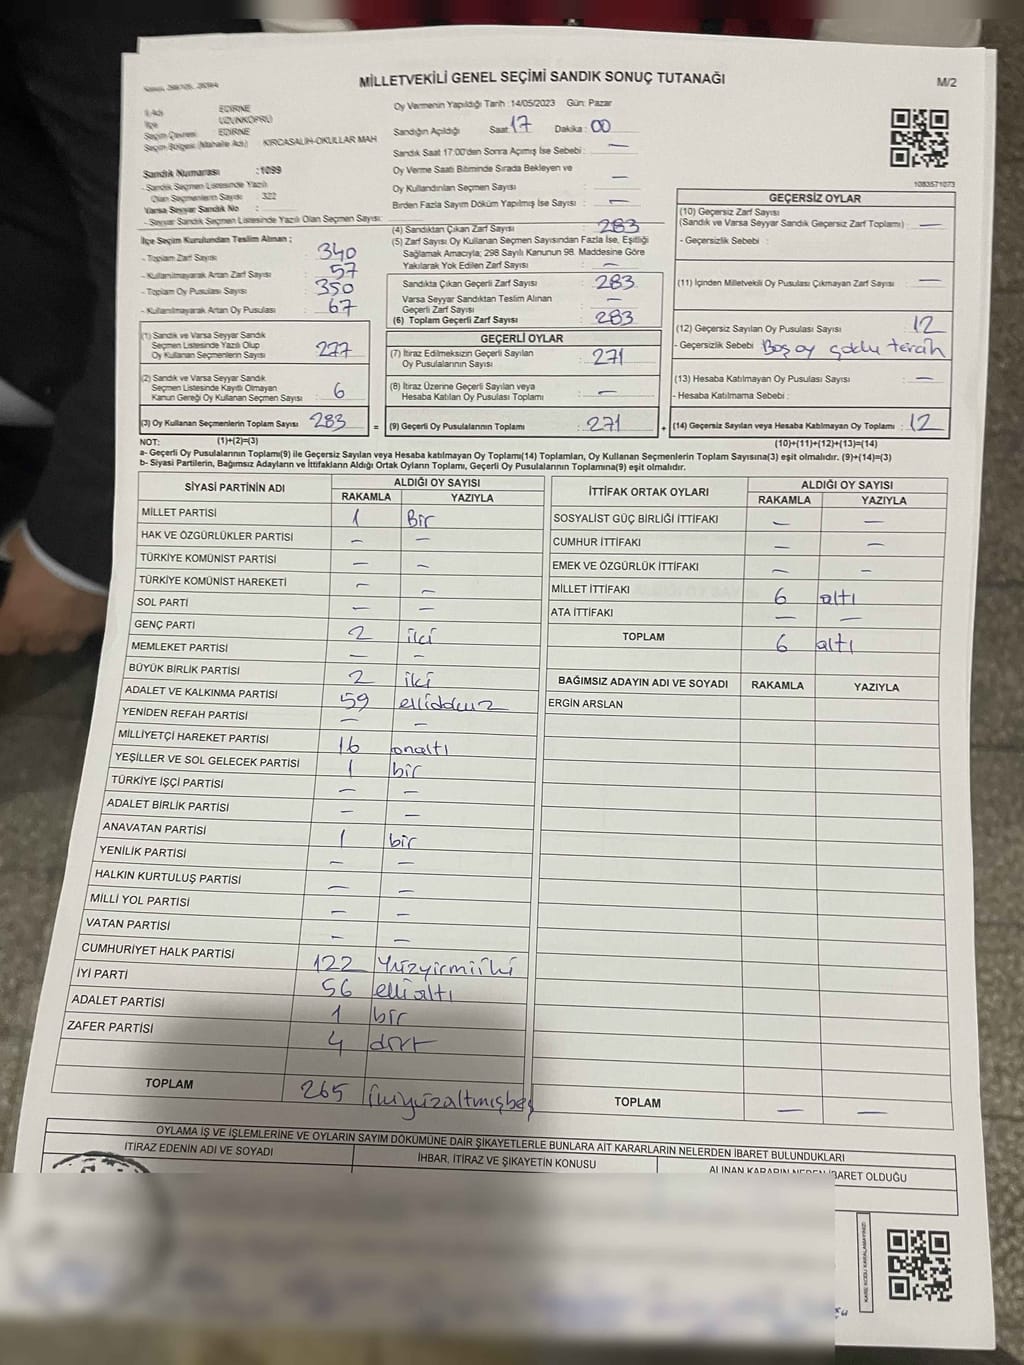 MİLLETVEKİLİ GENEL SEÇİMİ SANDIK SONUÇ TUTANAĞI
M/2
İl Adı : EDİRNE
İlçe : UZUNKÖPRÜ
Seçim Çevresi : EDİRNE
Seçim Bölgesi (Mahalle Adı) : KIRCASALİH-OKULLAR MAH
Sandık Numarası :1099
- Sandık Seçmen Listesinde Yazılı
Olan Seçmenlerin Sayısı : 322
Varsa Seyyar Sandık No :
- Seyyar Sandık Seçmen Listesinde Yazılı Olan Seçmen Sayısı:
Oy Vermenin Yapıldığı Tarih :14/05/2023 Gün: Pazar
Sandığın Açıldığı Saat: 17 Dakika: 00
Sandık Saat 17:00'den Sonra Açılmış İse Sebebi : —
Oy Verme Saati Bitiminde Sırada Bekleyen ve
Oy Kullandırılan Seçmen Sayısı : —
Birden Fazla Sayım Döküm Yapılmış İse Sayısı : —
1083571073
İlçe Seçim Kurulundan Teslim Alınan ;
- Toplam Zarf Sayısı : 340
- Kullanılmayarak Artan Zarf Sayısı : 57
- Toplam Oy Pusulası Sayısı : 350
- Kullanılmayarak Artan Oy Pusulası : 67
(4) Sandıktan Çıkan Zarf Sayısı : 283
(5) Zarf Sayısı Oy Kullanan Seçmen Sayısından Fazla İse, Eşitliği
Sağlamak Amacıyla; 298 Sayılı Kanunun 98. Maddesine Göre
Yakılarak Yok Edilen Zarf Sayısı : —
Sandıkta Çıkan Geçerli Zarf Sayısı : 283
Varsa Seyyar Sandıktan Teslim Alınan
Geçerli Zarf Sayısı : —
(6) Toplam Geçerli Zarf Sayısı : 283
GEÇERSİZ OYLAR
(10) Geçersiz Zarf Sayısı
(Sandık ve Varsa Seyyar Sandık Geçersiz Zarf Toplamı) : —
- Geçersizlik Sebebi :
(11) İçinden Milletvekili Oy Pusulası Çıkmayan Zarf Sayısı : —
(12) Geçersiz Sayılan Oy Pusulası Sayısı : 12
- Geçersizlik Sebebi : Boş oy çoklu tercih
(13) Hesaba Katılmayan Oy Pusulası Sayısı : —
- Hesaba Katılmama Sebebi :
(1) Sandık ve Varsa Seyyar Sandık
Seçmen Listesinde Yazılı Olup
Oy Kullanan Seçmenlerin Sayısı : 277
(2) Sandık ve Varsa Seyyar Sandık
Seçmen Listesinde Kayıtlı Olmayan
Kanun Gereği Oy Kullanan Seçmen Sayısı : 6
GEÇERLİ OYLAR
(7) İtiraz Edilmeksizin Geçerli Sayılan
Oy Pusulalarının Sayısı : 271
(8) İtiraz Üzerine Geçerli Sayılan veya
Hesaba Katılan Oy Pusulası Toplamı : —
(3) Oy Kullanan Seçmenlerin Toplam Sayısı : 283 = (9) Geçerli Oy Pusulalarının Toplamı : 271 + (14) Geçersiz Sayılan veya Hesaba Katılmayan Oy Toplamı : 12
NOT: (1)+(2)=(3) (10)+(11)+(12)+(13)=(14)
a- Geçerli Oy Pusulalarının Toplamı(9) ile Geçersiz Sayılan veya Hesaba katılmayan Oy Toplamı(14) Toplamları, Oy Kullanan Seçmenlerin Toplam Sayısına(3) eşit olmalıdır. (9)+(14)=(3)
b- Siyasi Partilerin, Bağımsız Adayların ve İttifakların Aldığı Ortak Oyların Toplamı, Geçerli Oy Pusulalarının Toplamına(9) eşit olmalıdır.
SİYASİ PARTİNİN ADI ALDIĞI OY SAYISI
RAKAMLA YAZIYLA
MİLLET PARTİSİ 1 Bir
HAK VE ÖZGÜRLÜKLER PARTİSİ — —
TÜRKİYE KOMÜNİST PARTİSİ — —
TÜRKİYE KOMÜNİST HAREKETİ — —
SOL PARTİ — —
GENÇ PARTİ 2 iki
MEMLEKET PARTİSİ — —
BÜYÜK BİRLİK PARTİSİ 2 iki
ADALET VE KALKINMA PARTİSİ 59 ellidokuz
YENİDEN REFAH PARTİSİ — —
MİLLİYETÇİ HAREKET PARTİSİ 16 onaltı
YEŞİLLER VE SOL GELECEK PARTİSİ 1 bir
TÜRKİYE İŞÇİ PARTİSİ — —
ADALET BİRLİK PARTİSİ — —
ANAVATAN PARTİSİ 1 bir
YENİLİK PARTİSİ — —
HALKIN KURTULUŞ PARTİSİ — —
MİLLİ YOL PARTİSİ — —
VATAN PARTİSİ — —
CUMHURİYET HALK PARTİSİ 122 Yüzyirmiiki
İYİ PARTİ 56 ellialtı
ADALET PARTİSİ 1 bir
ZAFER PARTİSİ 4 dört
TOPLAM 265 İkiyüzaltmışbeş
İTTİFAK ORTAK OYLARI ALDIĞI OY SAYISI
RAKAMLA YAZIYLA
SOSYALİST GÜÇ BİRLİĞİ İTTİFAKI — —
CUMHUR İTTİFAKI — —
EMEK VE ÖZGÜRLÜK İTTİFAKI — —
MİLLET İTTİFAKI 6 altı
ATA İTTİFAKI — —
TOPLAM 6 altı
BAĞIMSIZ ADAYIN ADI VE SOYADI RAKAMLA YAZIYLA
ERGİN ARSLAN
TOPLAM — —
OYLAMA İŞ VE İŞLEMLERİNE VE OYLARIN SAYIM DÖKÜMÜNE DAİR ŞİKAYETLERLE BUNLARA AİT KARARLARIN NELERDEN İBARET BULUNDUKLARI
İTİRAZ EDENİN ADI VE SOYADI İHBAR, İTİRAZ VE ŞİKAYETİN KONUSU ALINAN KARARIN NEDEN İBARET OLDUĞU
KARE KODU KARALAMAYINIZ!